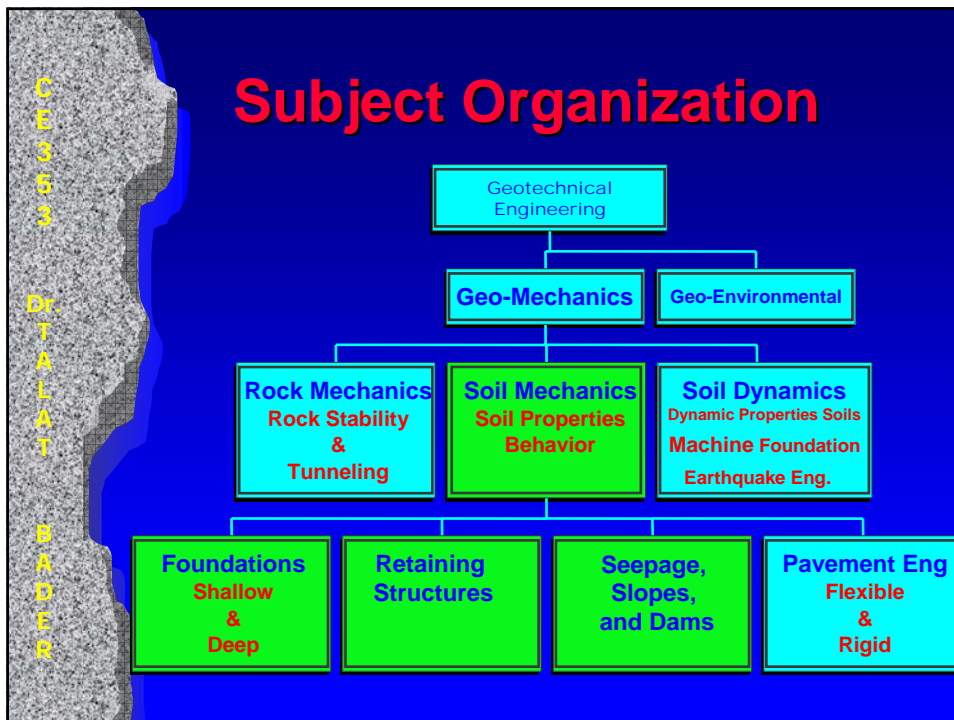 Subject Organization
Geotechnical
Engineering
Geo-Mechanics
Geo-Environmental
Rock Mechanics
Rock Stability
&
Tunneling
Soil Mechanics
Soil Properties
Behavior
Soil Dynamics
Dynamic Properties Soils
Machine Foundation
Earthquake Eng.
Foundations
Shallow
&
Deep
Retaining
Structures
Seepage,
Slopes,
and Dams
Pavement Eng
Flexible
&
Rigid
C
E
3
5
3
Dr.
T
A
L
A
T
B
A
D
E
R